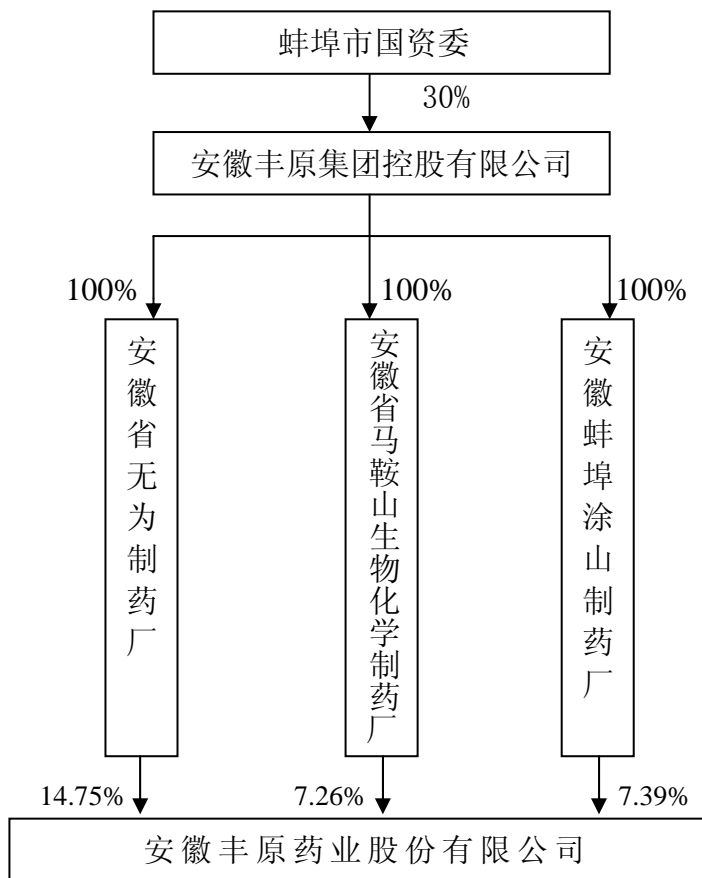 蚌埠市国资委
30%
安徽丰原集团控股有限公司
100%
100%
100%
安徽省无为制药厂
安徽省马鞍山生物化学制药厂
安徽蚌埠涂山制药厂
14.75%
7.26%
7.39%
安徽丰原药业股份有限公司